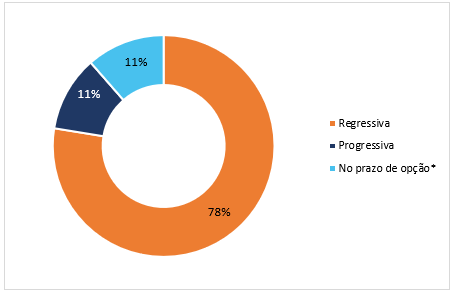 11%
11%
78%
Regressiva
Progressiva
No prazo de opção*